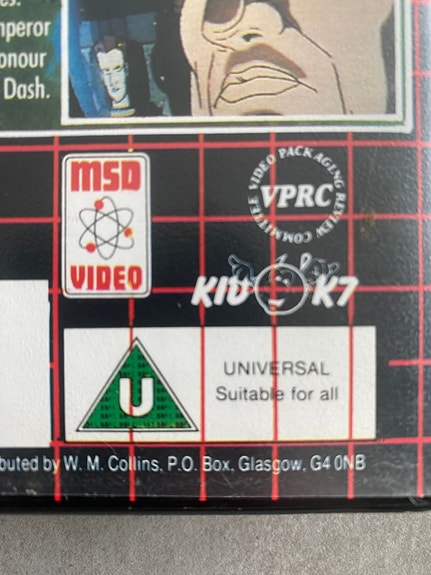 es.
mperor
onour
Dash.
MSD
VIDEO
VIDEO PACKAGING REVIEW COMMITTEE
VPRC
KID K7
U
UNIVERSAL
Suitable for all
buted by W. M. Collins, P.O. Box, Glasgow, G4 0NB